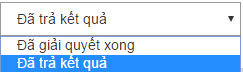 Đã trả kết quả
Đã giải quyết xong
Đã trả kết quả